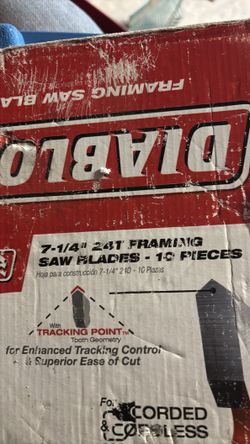 FRAMING SAW BLA
DIABLO
7-1/4" 24T FRAMING
SAW BLADES - 10 PIECES
Hoja para construcción 7-1/4" 24D - 10 Piezas
With
TRACKING POINT™
Tooth Geometry
for Enhanced Tracking Control
& Superior Ease of Cut
For
CORDED
& CORDLESS